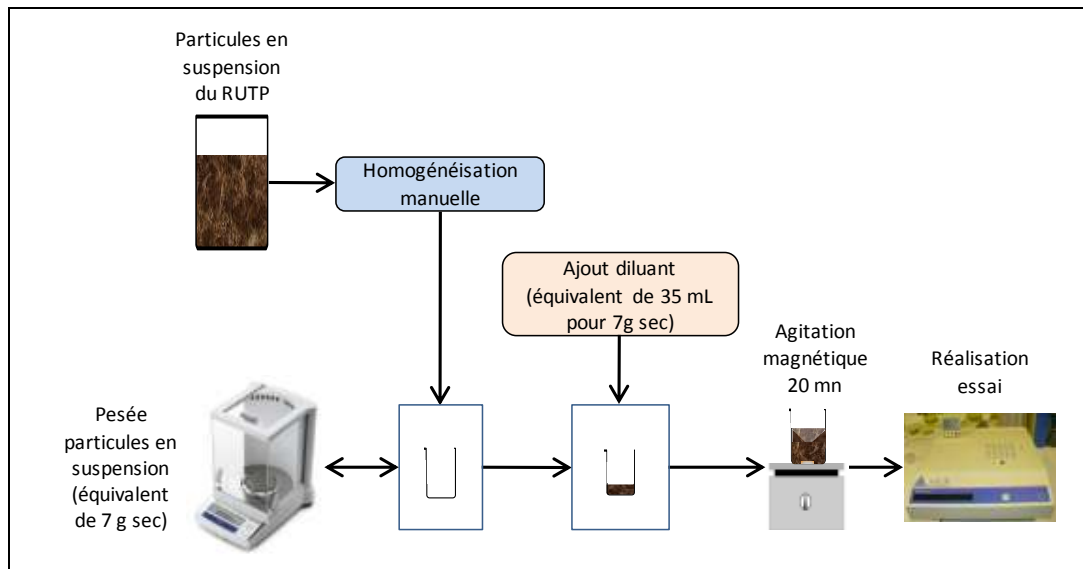 Particules en
suspension
du RUTP
Homogénéisation
manuelle
Ajout diluant
(équivalent de 35 mL
pour 7g sec)
Agitation
magnétique
20 mn
Réalisation
essai
Pesée
particules en
suspension
(équivalent
de 7 g sec)